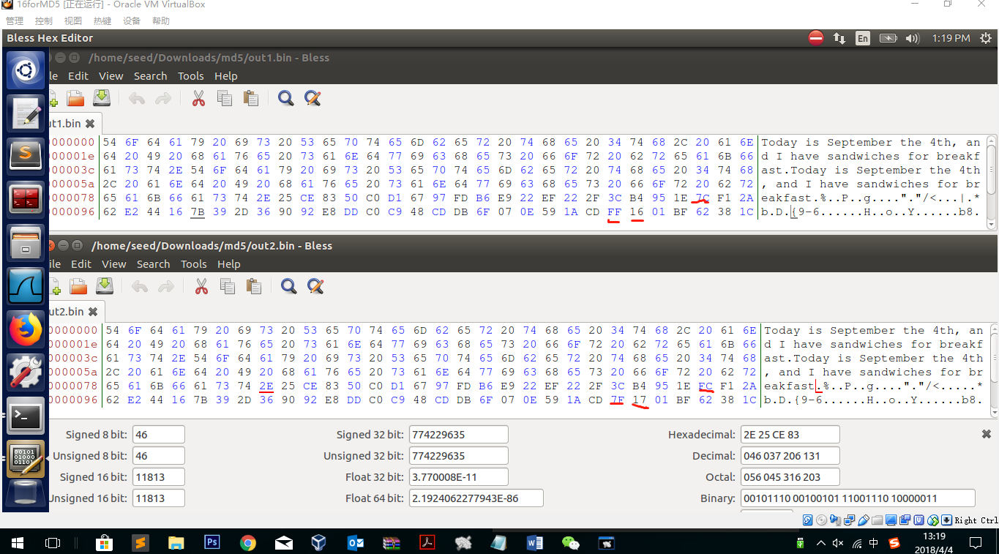 16forMD5 [正在运行] - Oracle VM VirtualBox
管理 控制 视图 热键 设备 帮助
Bless Hex Editor En 1:19 PM
/home/seed/Downloads/md5/out1.bin - Bless
le Edit View Search Tools Help
ut1.bin
0000000 54 6F 64 61 79 20 69 73 20 53 65 70 74 65 6D 62 65 72 20 74 68 65 20 34 74 68 2C 20 61 6E Today is September the 4th, an
000001e 64 20 49 20 68 61 76 65 20 73 61 6E 64 77 69 63 68 65 73 20 66 6F 72 20 62 72 65 61 6B 66 d I have sandwiches for breakf
000003c 61 73 74 2E 54 6F 64 61 79 20 69 73 20 53 65 70 74 65 6D 62 65 72 20 74 68 65 20 34 74 68 ast.Today is September the 4th
000005a 2C 20 61 6E 64 20 49 20 68 61 76 65 20 73 61 6E 64 77 69 63 68 65 73 20 66 6F 72 20 62 72 , and I have sandwiches for br
0000078 65 61 6B 66 61 73 74 2E 25 CE 83 50 C0 D1 67 97 FD B6 E9 22 EF 22 2F 3C B4 95 1E 7C F1 2A eakfast.%..P..g...."."/<...|.*
0000096 62 E2 44 16 7B 39 2D 36 90 92 E8 DD C0 C9 48 CD DB 6F 07 0E 59 1A CD FF 16 01 BF 62 38 1C b.D.{9-6......H..o..Y......b8.
/home/seed/Downloads/md5/out2.bin - Bless
ile Edit View Search Tools Help
out2.bin
0000000 54 6F 64 61 79 20 69 73 20 53 65 70 74 65 6D 62 65 72 20 74 68 65 20 34 74 68 2C 20 61 6E Today is September the 4th, an
000001e 64 20 49 20 68 61 76 65 20 73 61 6E 64 77 69 63 68 65 73 20 66 6F 72 20 62 72 65 61 6B 66 d I have sandwiches for breakf
000003c 61 73 74 2E 54 6F 64 61 79 20 69 73 20 53 65 70 74 65 6D 62 65 72 20 74 68 65 20 34 74 68 ast.Today is September the 4th
000005a 2C 20 61 6E 64 20 49 20 68 61 76 65 20 73 61 6E 64 77 69 63 68 65 73 20 66 6F 72 20 62 72 , and I have sandwiches for br
0000078 65 61 6B 66 61 73 74 2E 25 CE 83 50 C0 D1 67 97 FD B6 E9 22 EF 22 2F 3C B4 95 1E FC F1 2A eakfast.%..P..g...."."/<.....*
0000096 62 E2 44 16 7B 39 2D 36 90 92 E8 DD C0 C9 48 CD DB 6F 07 0E 59 1A CD 7F 17 01 BF 62 38 1C b.D.{9-6......H..o..Y......b8.
Signed 8 bit: 46 Signed 32 bit: 774229635 Hexadecimal: 2E 25 CE 83
Unsigned 8 bit: 46 Unsigned 32 bit: 774229635 Decimal: 046 037 206 131
Signed 16 bit: 11813 Float 32 bit: 3.770008E-11 Octal: 056 045 316 203
Unsigned 16 bit: 11813 Float 64 bit: 2.1924062277943E-86 Binary: 00101110 00100101 11001110 10000011
Right Ctrl
中 13:19
2018/4/4